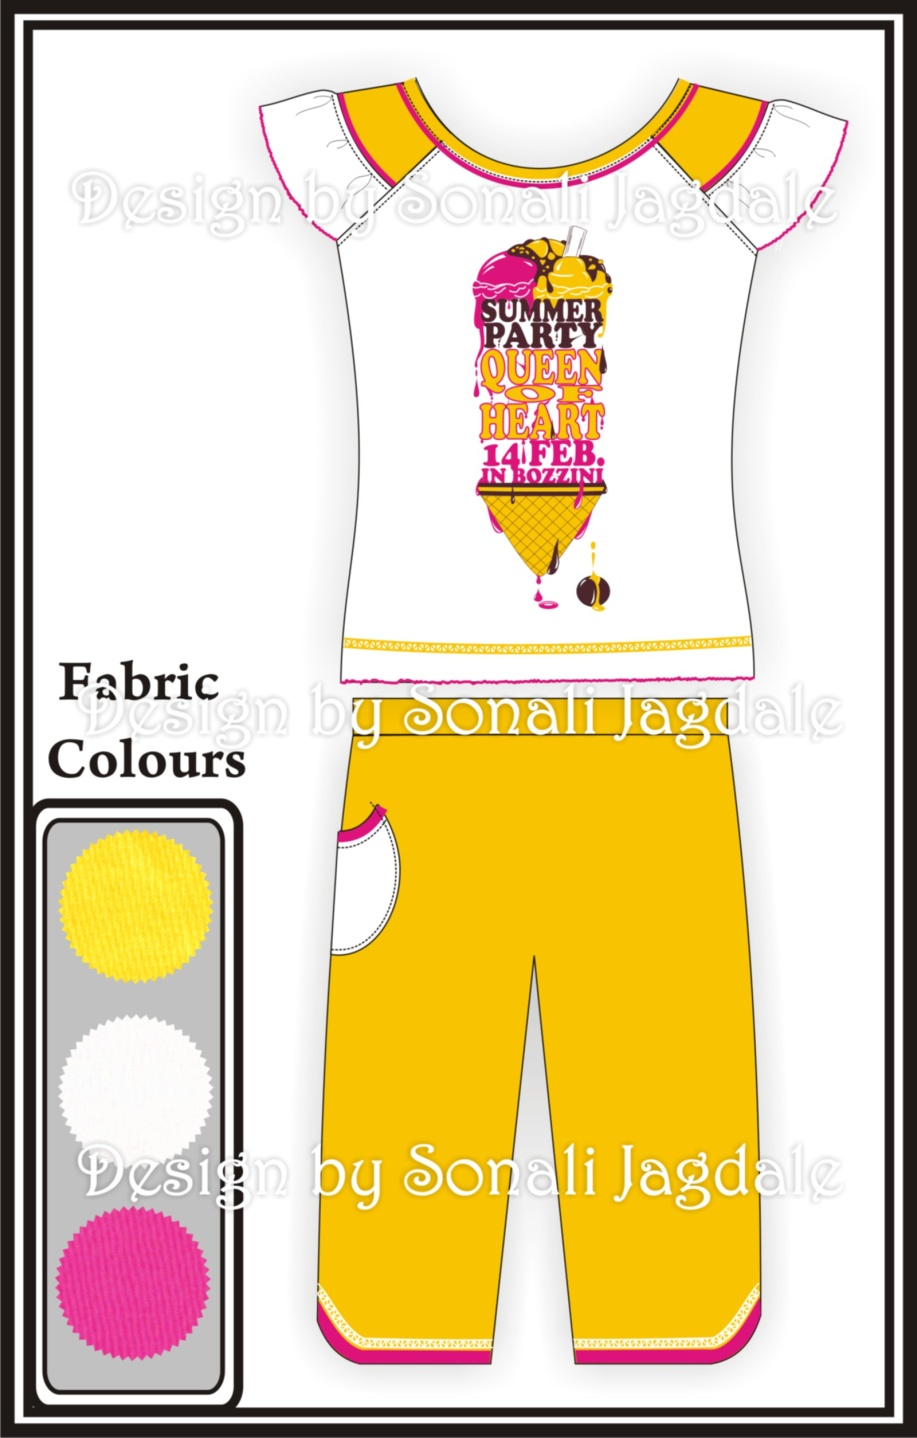 Design by Sonali Jagdale
SUMMER
PARTY
QUEEN
OF
HEART
14 FEB.
IN BOZZINI
Fabric
Colours
Design by Sonali Jagdale
Design by Sonali Jagdale